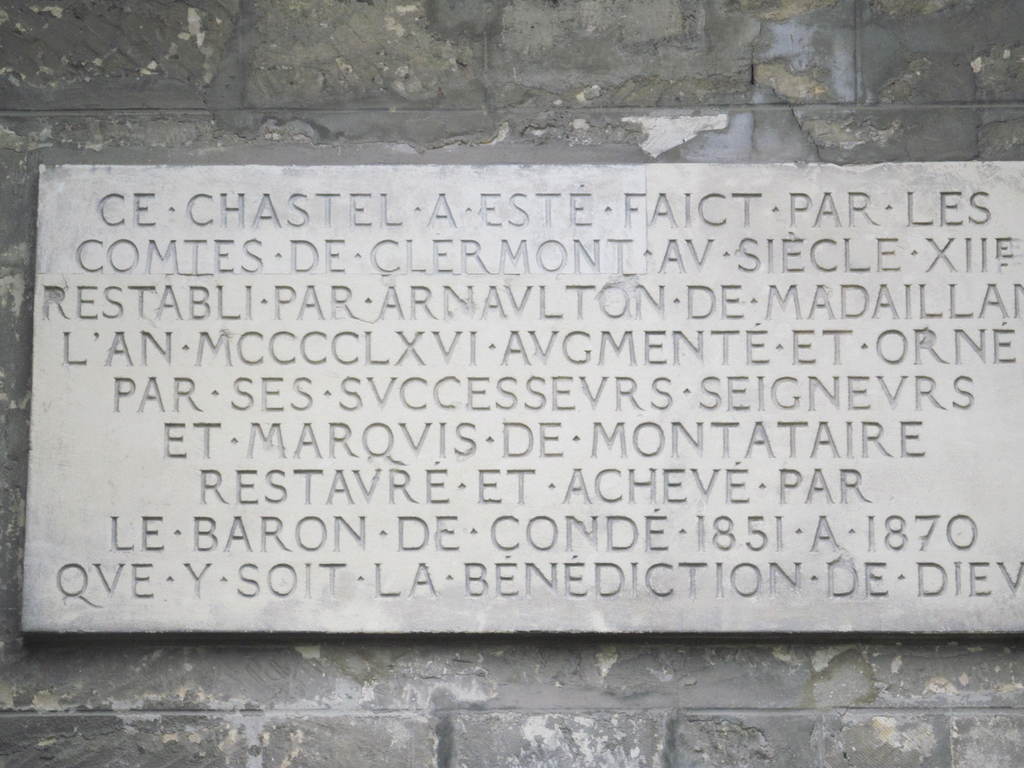 CE·CHASTEL·A·ESTÉ·FAICT·PAR·LES
COMTES·DE·CLERMONT·AV·SIÈCLE·XIIIE
RESTABLI·PAR·ARNAVLTON·DE·MADAILLAN
L'AN·MCCCCLXVI·AVGMENTÉ·ET·ORNÉ
PAR·SES·SVCCESSEVRS·SEIGNEVRS
ET·MARQVIS·DE·MONTATAIRE
RESTAVRÉ·ET·ACHEVÉ·PAR
LE·BARON·DE·CONDÉ·1851·A·1870
QVE·Y·SOIT·LA·BÉNÉDICTION·DE·DIEV